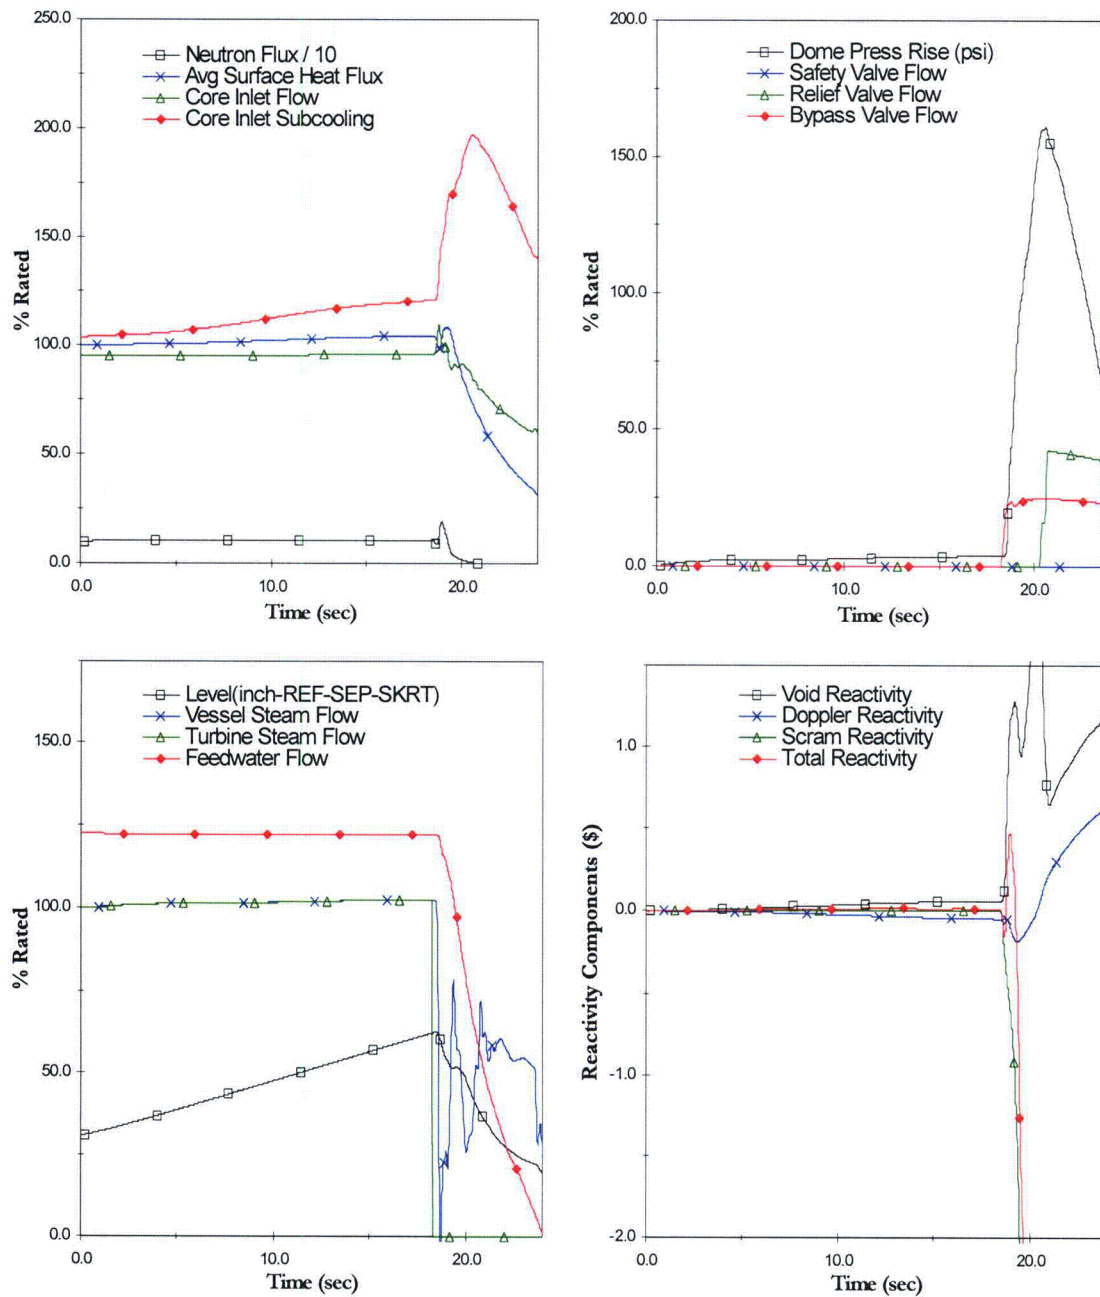 250.0
Neutron Flux / 10
Avg Surface Heat Flux
Core Inlet Flow
Core Inlet Subcooling
200.0
150.0
100.0
50.0
0.0
% Rated
0.0 10.0 20.0
Time (sec)
200.0
Dome Press Rise (psi)
Safety Valve Flow
Relief Valve Flow
Bypass Valve Flow
150.0
100.0
50.0
0.0
% Rated
0.0 10.0 20.0
Time (sec)
Level(inch-REF-SEP-SKRT)
Vessel Steam Flow
Turbine Steam Flow
Feedwater Flow
150.0
100.0
50.0
0.0
% Rated
0.0 10.0 20.0
Time (sec)
Void Reactivity
Doppler Reactivity
Scram Reactivity
Total Reactivity
1.0
0.0
-1.0
-2.0
Reactivity Components ($)
0.0 10.0 20.0
Time (sec)